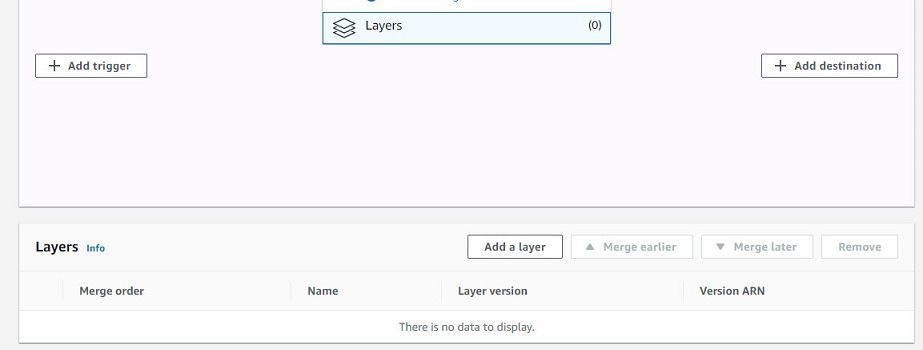 Layers (0)
+ Add trigger + Add destination
Layers Info Add a layer ▲ Merge earlier ▼ Merge later Remove
Merge order Name Layer version Version ARN
There is no data to display.